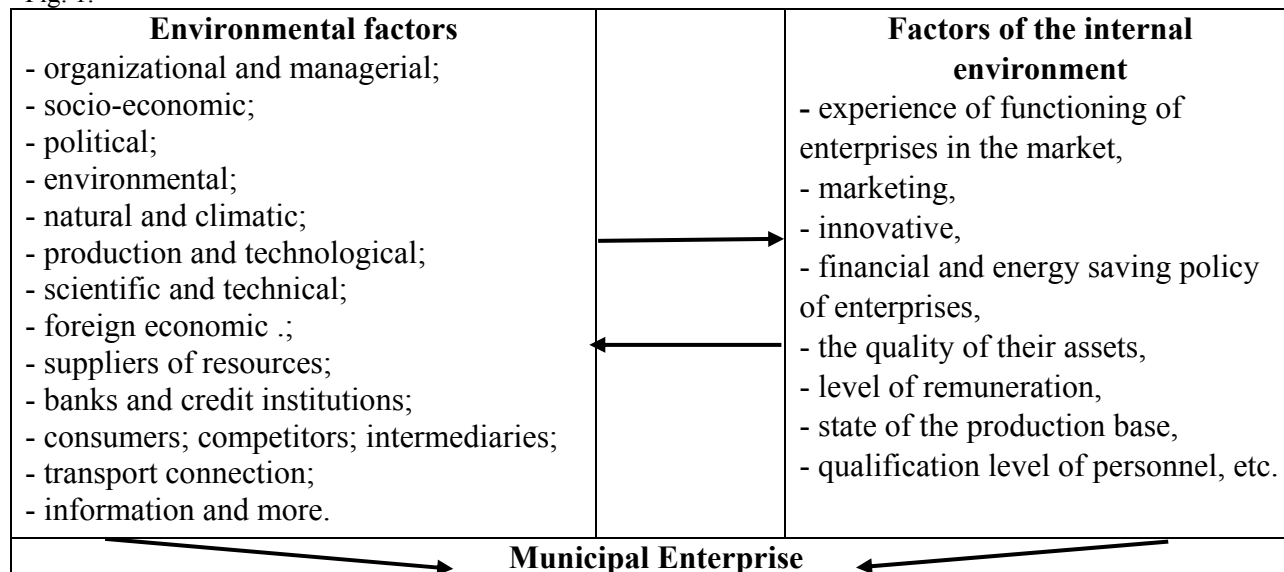 Fig. 1.
Environmental factors
- organizational and managerial;
- socio-economic;
- political;
- environmental;
- natural and climatic;
- production and technological;
- scientific and technical;
- foreign economic .;
- suppliers of resources;
- banks and credit institutions;
- consumers; competitors; intermediaries;
- transport connection;
- information and more.
Factors of the internal
environment
- experience of functioning of
enterprises in the market,
- marketing,
- innovative,
- financial and energy saving policy
of enterprises,
- the quality of their assets,
- level of remuneration,
- state of the production base,
- qualification level of personnel, etc.
Municipal Enterprise